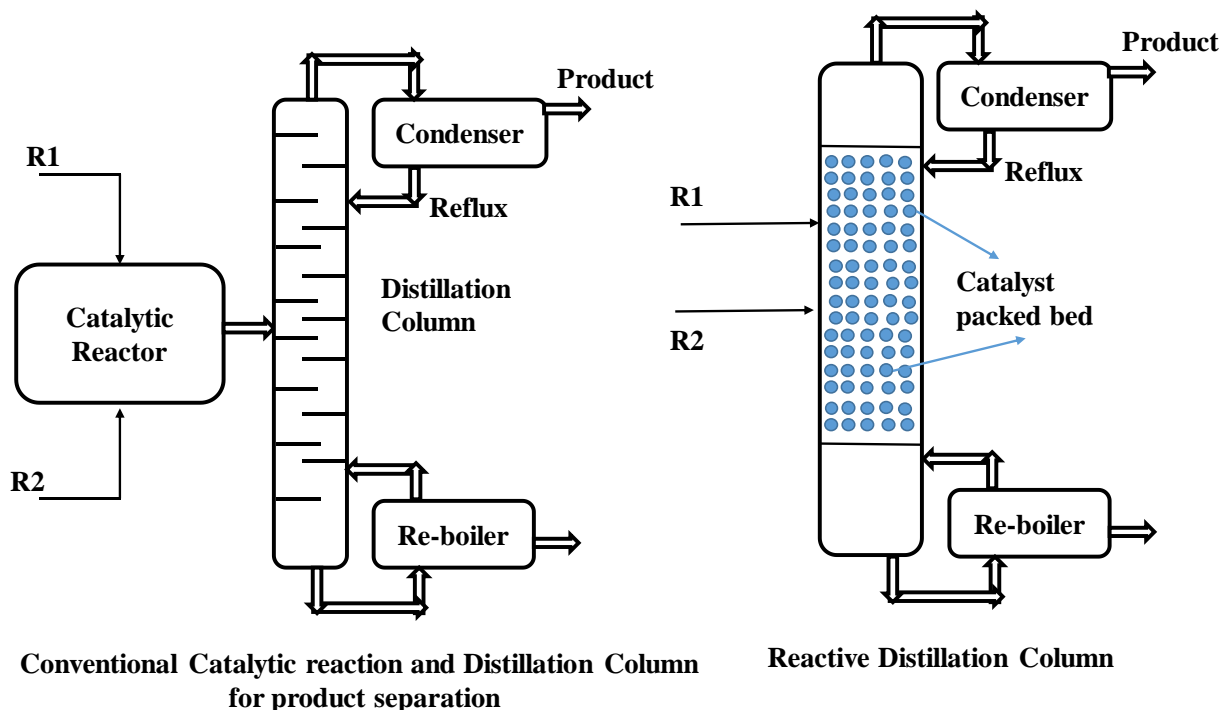 R1
R2
Catalytic
Reactor
Distillation
Column
Condenser
Product
Reflux
Re-boiler
Conventional Catalytic reaction and Distillation Column
for product separation
R1
R2
Condenser
Product
Reflux
Catalyst
packed bed
Re-boiler
Reactive Distillation Column